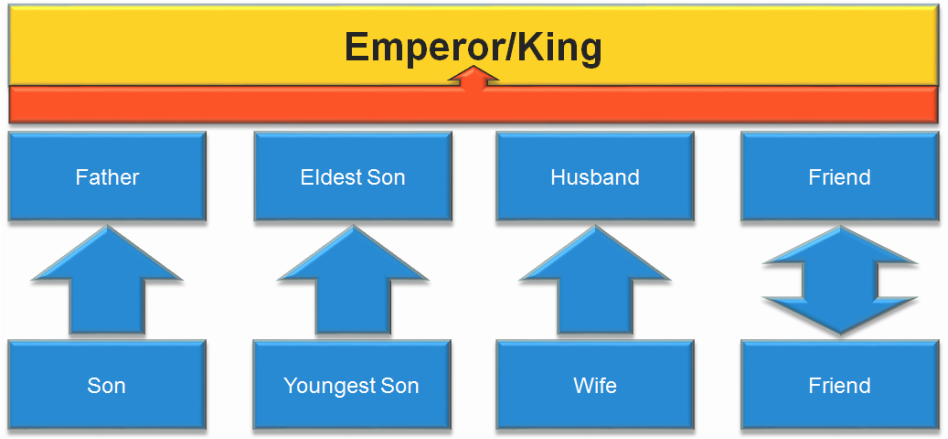 Emperor/King
Father
Eldest Son
Husband
Friend
Son
Youngest Son
Wife
Friend